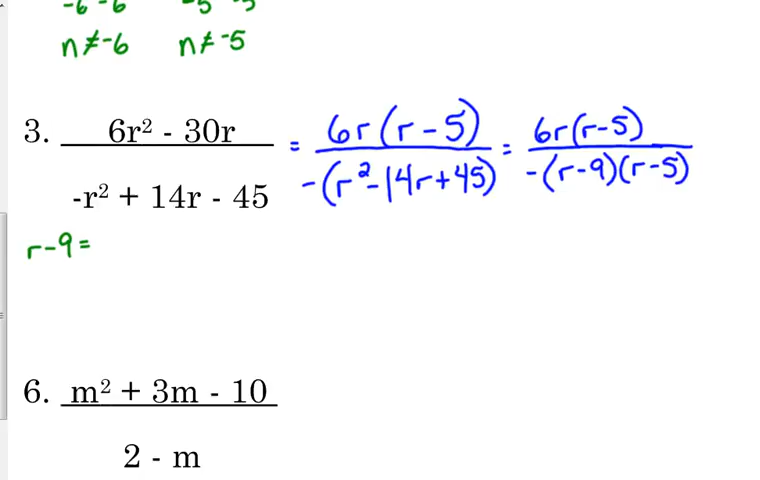 -6 -6 -5 -5
n≠-6 n≠-5
3. 6r² - 30r / -r² + 14r - 45 = 6r(r-5) / -(r²-14r+45) = 6r(r-5) / -(r-9)(r-5)
r-9=
6. m² + 3m - 10
2 - m